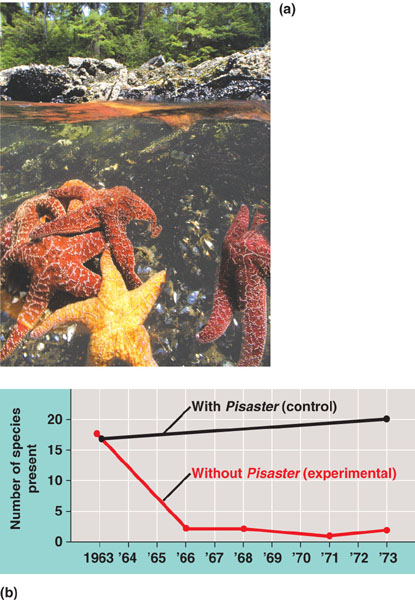 (a)
With Pisaster (control)
Without Pisaster (experimental)
Number of species
present
20
15
10
5
0
1963 '64 '65 '66 '67 '68 '69 '70 '71 '72 '73
(b)